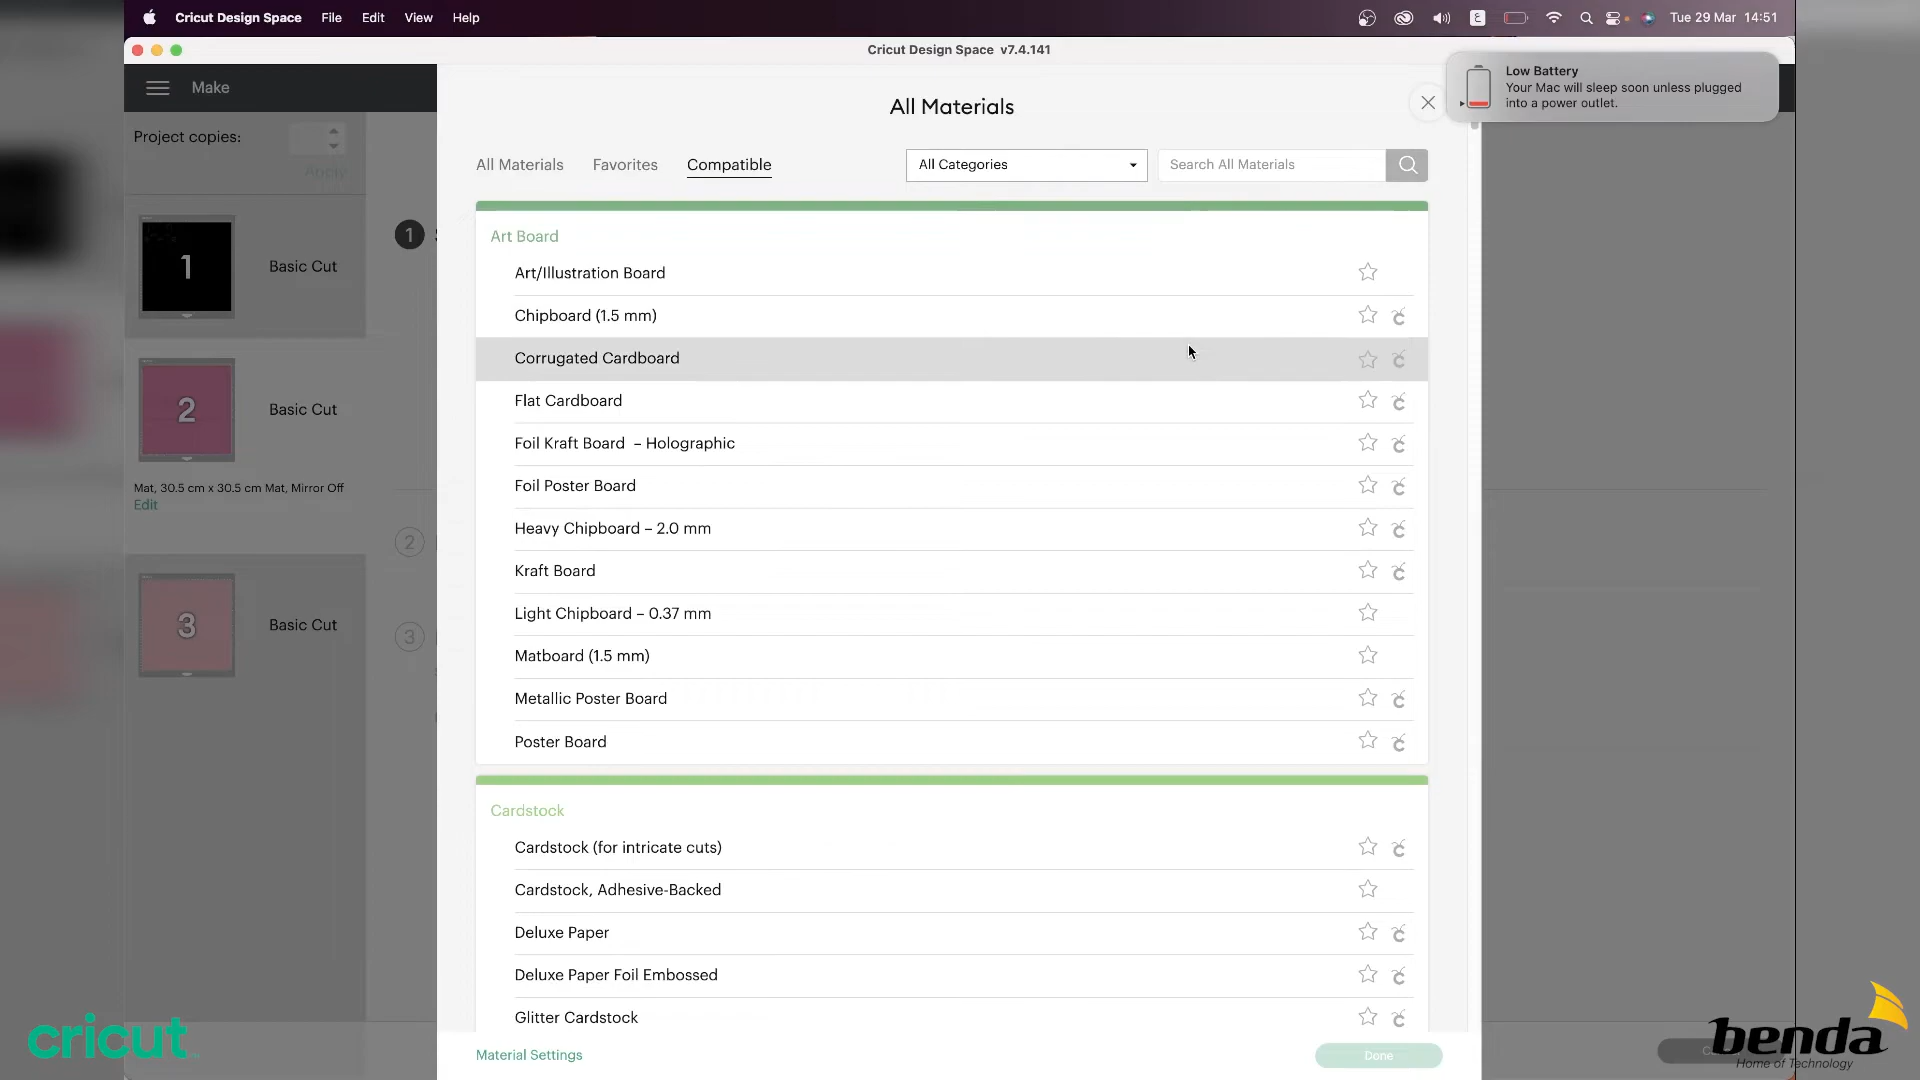 Cricut Design Space File Edit View Help
ع
Tue 29 Mar 14:51
Cricut Design Space v7.4.141
Low Battery
Your Mac will sleep soon unless plugged
into a power outlet.
Make
All Materials
Project copies:
Apply
All Materials Favorites Compatible
All Categories
Search All Materials
1 Basic Cut
1
2 Basic Cut
Mat, 30.5 cm x 30.5 cm Mat, Mirror Off
Edit
2
3 Basic Cut
3
Art Board
Art/Illustration Board
Chipboard (1.5 mm)
Corrugated Cardboard
Flat Cardboard
Foil Kraft Board – Holographic
Foil Poster Board
Heavy Chipboard – 2.0 mm
Kraft Board
Light Chipboard – 0.37 mm
Matboard (1.5 mm)
Metallic Poster Board
Poster Board
Cardstock
Cardstock (for intricate cuts)
Cardstock, Adhesive-Backed
Deluxe Paper
Deluxe Paper Foil Embossed
Glitter Cardstock
Material Settings
Done
cricut
benda
Home of Technology